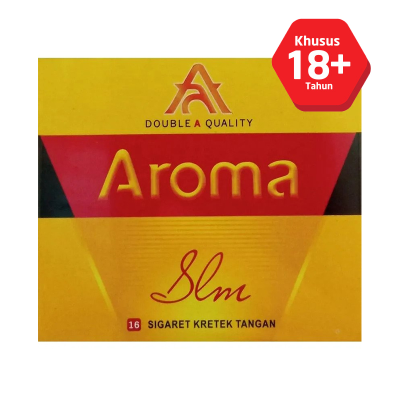 Khusus
18+
Tahun
DOUBLE A QUALITY
Aroma
Slm
16 SIGARET KRETEK TANGAN